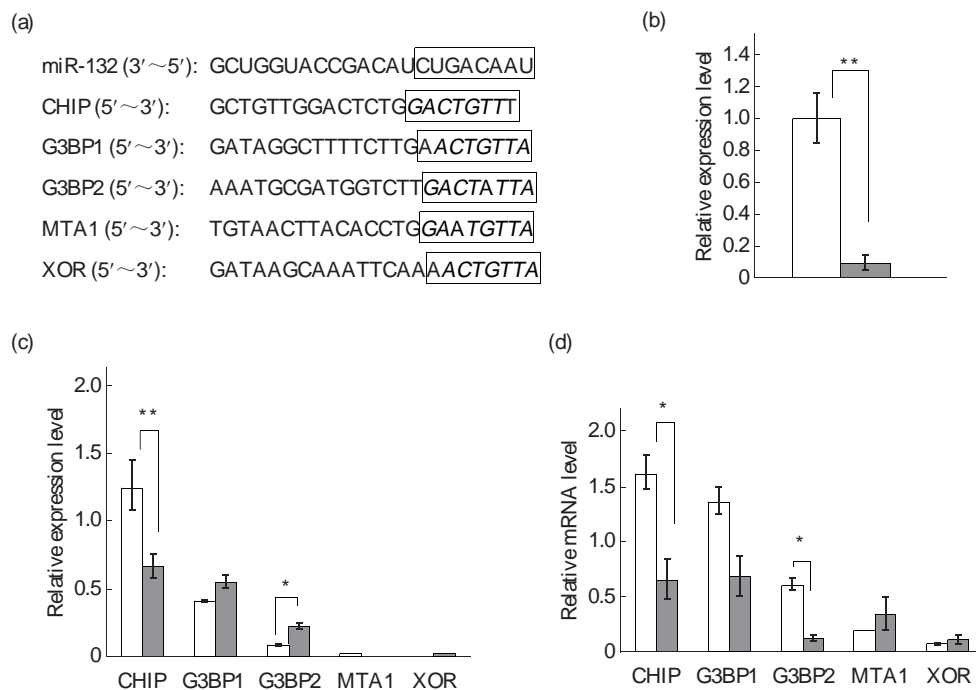 (a)
miR-132 (3′～5′): GCUGGUACCGACAUCUGACAAU
CHIP (5′～3′): GCTGTTGGACTCTGGACTGTTT
G3BP1 (5′～3′): GATAGGCTTTTCTTGAACTGTTA
G3BP2 (5′～3′): AAATGCGATGGTCTTGACTATTA
MTA1 (5′～3′): TGTAACTTACACCTGGAATGTTA
XOR (5′～3′): GATAAGCAAATTCAAAACTGTTA
(b)
Relative expression level
1.4
1.2
1.0
0.8
0.6
0.4
0.2
0
**
(c)
Relative expression level
2.0
1.5
1.0
0.5
0
**
*
CHIP G3BP1 G3BP2 MTA1 XOR
(d)
Relative mRNA level
2.0
1.5
1.0
0.5
0
*
*
CHIP G3BP1 G3BP2 MTA1 XOR